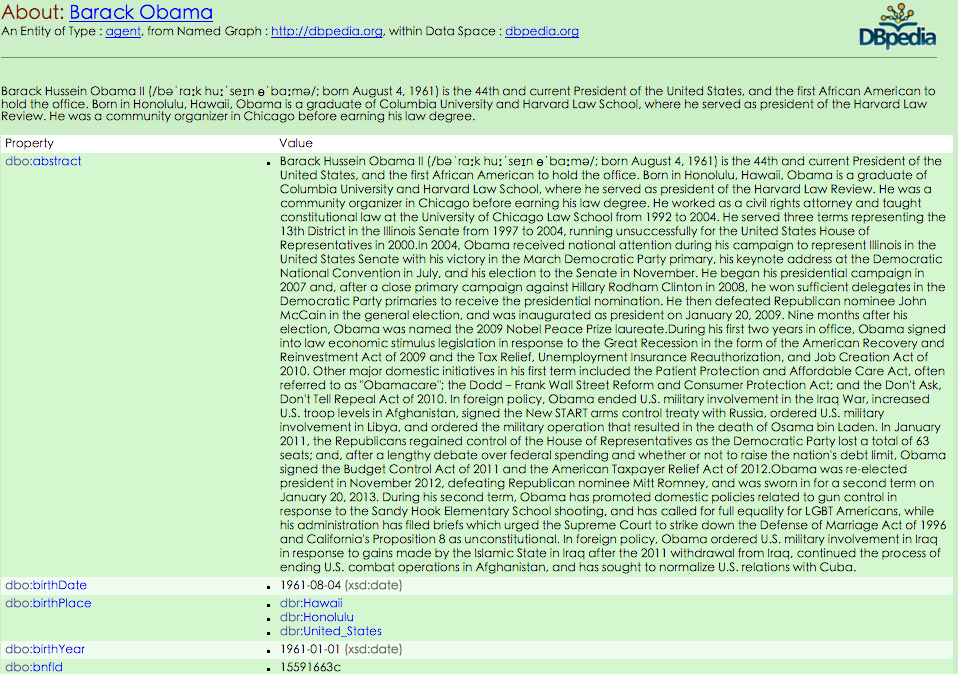 About: Barack Obama
An Entity of Type : agent, from Named Graph : http://dbpedia.org, within Data Space : dbpedia.org
DBpedia
Barack Hussein Obama II (/bəˈraːk huːˈseɪn ɵˈbaːmə/; born August 4, 1961) is the 44th and current President of the United States, and the first African American to
hold the office. Born in Honolulu, Hawaii, Obama is a graduate of Columbia University and Harvard Law School, where he served as president of the Harvard Law
Review. He was a community organizer in Chicago before earning his law degree.
Property Value
dbo:abstract
Barack Hussein Obama II (/bəˈraːk huːˈseɪn ɵˈbaːmə/; born August 4, 1961) is the 44th and current President of the
United States, and the first African American to hold the office. Born in Honolulu, Hawaii, Obama is a graduate of
Columbia University and Harvard Law School, where he served as president of the Harvard Law Review. He was a
community organizer in Chicago before earning his law degree. He worked as a civil rights attorney and taught
constitutional law at the University of Chicago Law School from 1992 to 2004. He served three terms representing the
13th District in the Illinois Senate from 1997 to 2004, running unsuccessfully for the United States House of
Representatives in 2000.In 2004, Obama received national attention during his campaign to represent Illinois in the
United States Senate with his victory in the March Democratic Party primary, his keynote address at the Democratic
National Convention in July, and his election to the Senate in November. He began his presidential campaign in
2007 and, after a close primary campaign against Hillary Rodham Clinton in 2008, he won sufficient delegates in the
Democratic Party primaries to receive the presidential nomination. He then defeated Republican nominee John
McCain in the general election, and was inaugurated as president on January 20, 2009. Nine months after his
election, Obama was named the 2009 Nobel Peace Prize laureate.During his first two years in office, Obama signed
into law economic stimulus legislation in response to the Great Recession in the form of the American Recovery and
Reinvestment Act of 2009 and the Tax Relief, Unemployment Insurance Reauthorization, and Job Creation Act of
2010. Other major domestic initiatives in his first term included the Patient Protection and Affordable Care Act, often
referred to as "Obamacare"; the Dodd – Frank Wall Street Reform and Consumer Protection Act; and the Don't Ask,
Don't Tell Repeal Act of 2010. In foreign policy, Obama ended U.S. military involvement in the Iraq War, increased
U.S. troop levels in Afghanistan, signed the New START arms control treaty with Russia, ordered U.S. military
involvement in Libya, and ordered the military operation that resulted in the death of Osama bin Laden. In January
2011, the Republicans regained control of the House of Representatives as the Democratic Party lost a total of 63
seats; and, after a lengthy debate over federal spending and whether or not to raise the nation's debt limit, Obama
signed the Budget Control Act of 2011 and the American Taxpayer Relief Act of 2012.Obama was re-elected
president in November 2012, defeating Republican nominee Mitt Romney, and was sworn in for a second term on
January 20, 2013. During his second term, Obama has promoted domestic policies related to gun control in
response to the Sandy Hook Elementary School shooting, and has called for full equality for LGBT Americans, while
his administration has filed briefs which urged the Supreme Court to strike down the Defense of Marriage Act of 1996
and California's Proposition 8 as unconstitutional. In foreign policy, Obama ordered U.S. military involvement in Iraq
in response to gains made by the Islamic State in Iraq after the 2011 withdrawal from Iraq, continued the process of
ending U.S. combat operations in Afghanistan, and has sought to normalize U.S. relations with Cuba.
dbo:birthDate 1961-08-04 (xsd:date)
dbo:birthPlace dbr:Hawaii
dbr:Honolulu
dbr:United_States
dbo:birthYear 1961-01-01 (xsd:date)
dbo:bnfId 15591663c